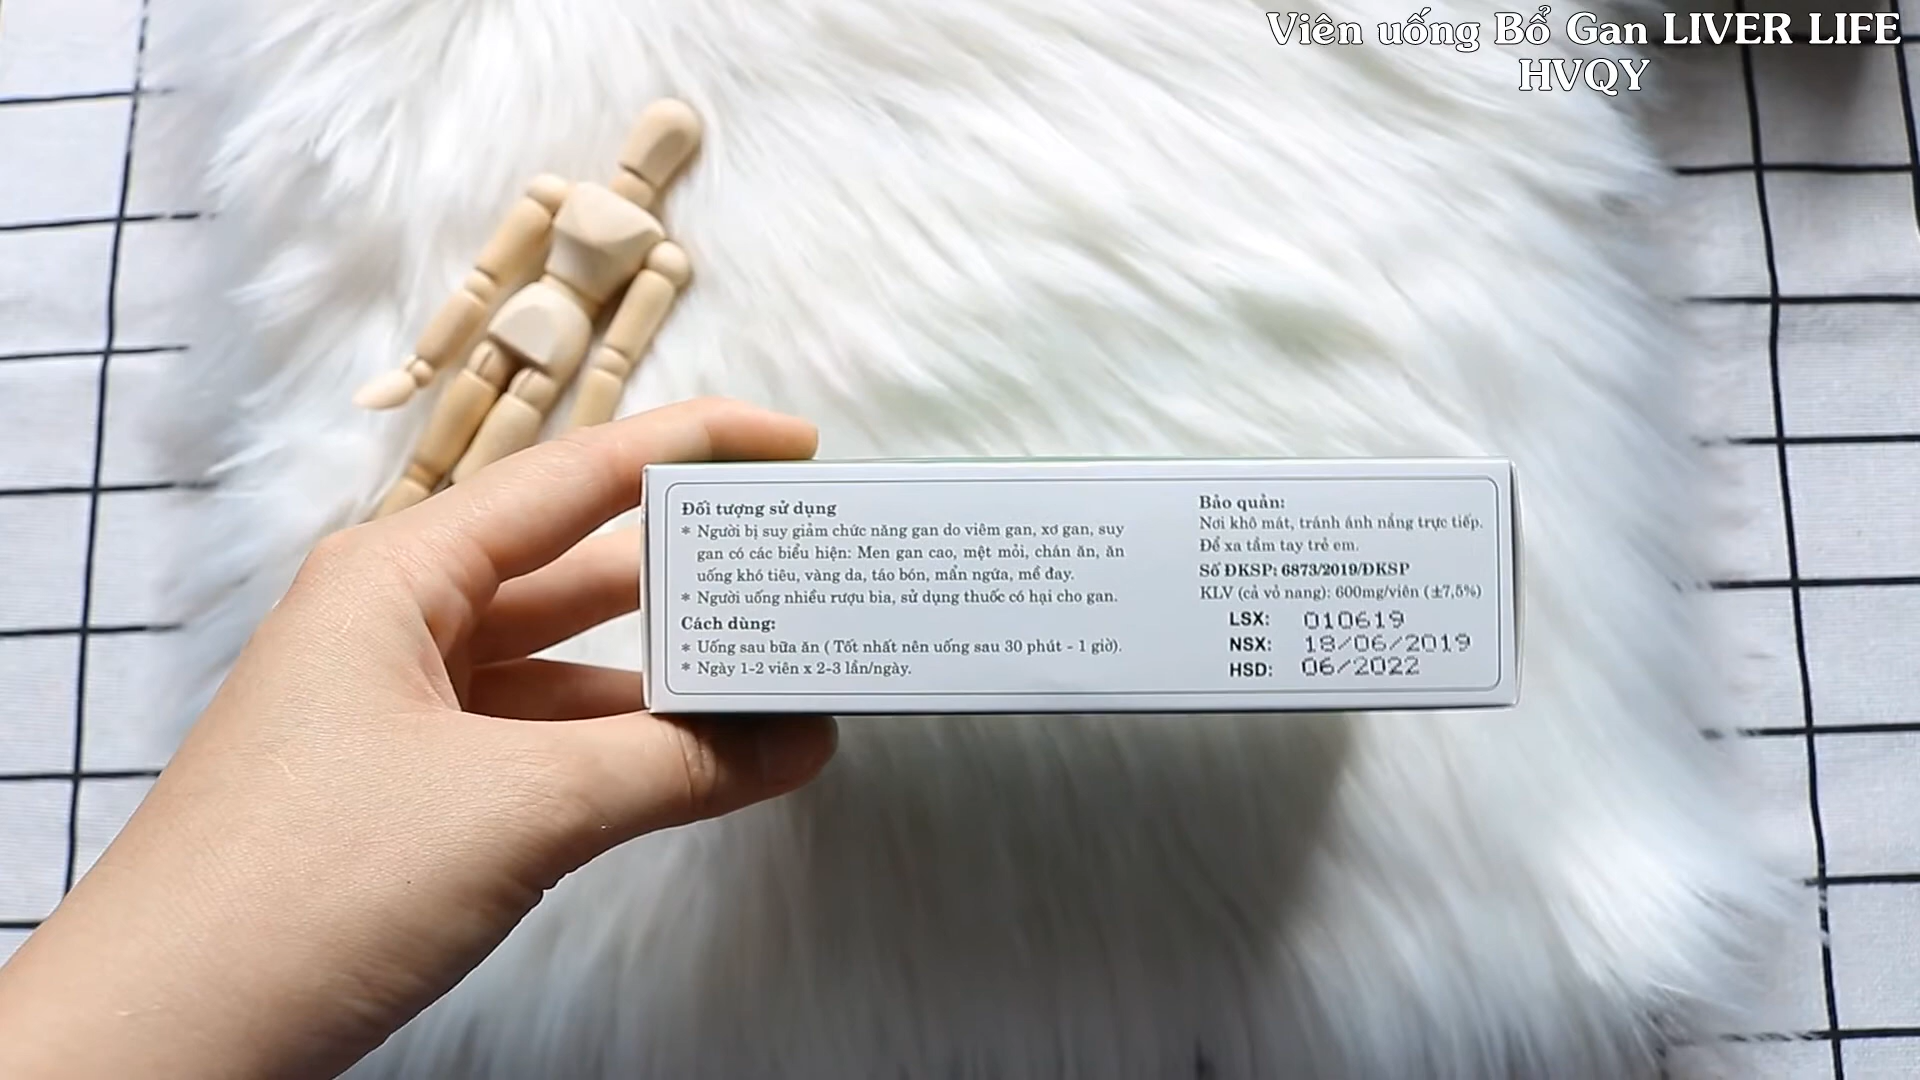 Viên uống Bổ Gan LIVER LIFE
HVQY
Đối tượng sử dụng
* Người bị suy giảm chức năng gan do viêm gan, xơ gan, suy
gan có các biểu hiện: Men gan cao, mệt mỏi, chán ăn, ăn
uống khó tiêu, vàng da, táo bón, mẩn ngứa, mề đay.
* Người uống nhiều rượu bia, sử dụng thuốc có hại cho gan.
Cách dùng:
* Uống sau bữa ăn ( Tốt nhất nên uống sau 30 phút - 1 giờ).
* Ngày 1-2 viên x 2-3 lần/ngày.
Bảo quản:
Nơi khô mát, tránh ánh nắng trực tiếp.
Để xa tầm tay trẻ em.
Số ĐKSP: 6873/2019/ĐKSP
KLV (cả vỏ nang): 600mg/viên (±7,5%)
LSX: 010619
NSX: 18/06/2019
HSD: 06/2022